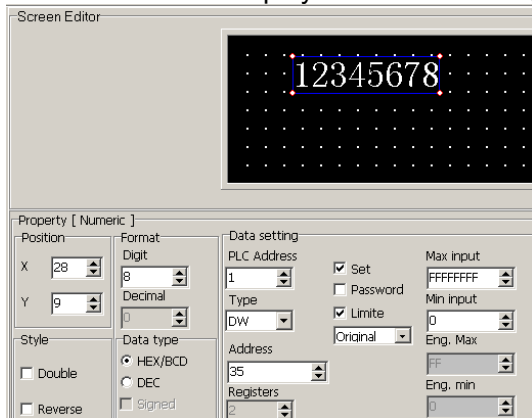 Screen Editor
12345678
Property [ Numeric ]
Position
X 28
Y 9
Style
Double
Reverse
Format
Digit
8
Decimal
0
Data type
HEX/BCD
DEC
Signed
Data setting
PLC Address
1
Type
DW
Address
35
Registers
2
Set
Password
Limite
Original
Max input
FFFFFFFF
Min input
0
Eng. Max
FF
Eng. min
0